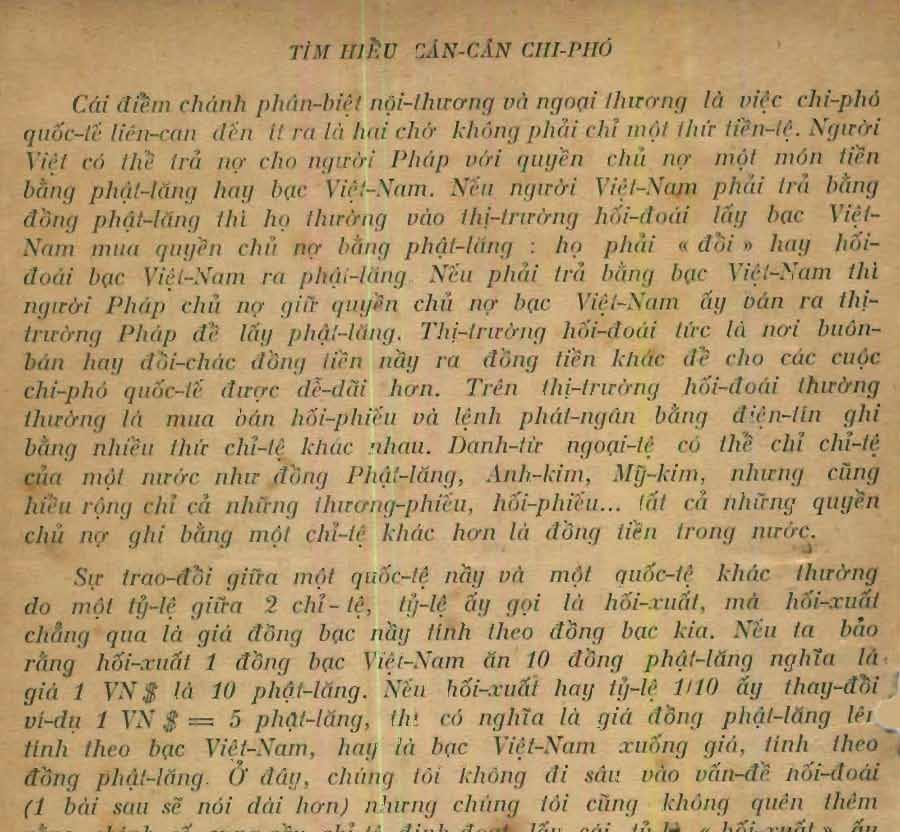 TÌM HIỂU CÁN-CÂN CHI-PHÓ
Cái điểm chánh phân-biệt nội-thương và ngoại thương là việc chi-phó
quốc-tế liên-can đến ít ra là hai chớ không phải chỉ một thứ tiền-tệ. Người
Việt có thể trả nợ cho người Pháp với quyền chủ nợ một món tiền
bằng phật-lăng hay bạc Việt-Nam. Nếu người Việt-Nam phải trả bằng
đồng phật-lăng thì họ thường vào thị-trường hối-đoái lấy bạc Việt-
Nam mua quyền chủ nợ bằng phật-lăng : họ phải « đổi » hay hối-
đoái bạc Việt-Nam ra phật-lăng. Nếu phải trả bằng bạc Việt-Nam thì
người Pháp chủ nợ giữ quyền chủ nợ bạc Việt-Nam ấy bán ra thị-
trường Pháp để lấy phật-lăng. Thị-trường hối-đoái tức là nơi buôn-
bán hay đổi-chác đồng tiền nầy ra đồng tiền khác để cho các cuộc
chi-phó quốc-tế được dễ-dãi hơn. Trên thị-trường hối-đoái thường
thường là mua bán hối-phiếu và lệnh phát-ngân bằng điện-tín ghi
bằng nhiều thứ chỉ-tệ khác nhau. Danh-từ ngoại-tệ có thể chỉ chỉ-tệ
của một nước như đồng Phật-lăng, Anh-kim, Mỹ-kim, nhưng cũng
hiểu rộng chỉ cả những thương-phiếu, hối-phiếu... tất cả những quyền
chủ nợ ghi bằng một chỉ-tệ khác hơn là đồng tiền trong nước.
Sự trao-đổi giữa một quốc-tệ nầy và một quốc-tệ khác thường
do một tỷ-lệ giữa 2 chỉ-tệ, tỷ-lệ ấy gọi là hối-xuất, mà hối-xuất
chẳng qua là giá đồng bạc nầy tính theo đồng bạc kia. Nếu ta bảo
rằng hối-xuất 1 đồng bạc Việt-Nam ăn 10 đồng phật-lăng nghĩa là
giá 1 VN $ là 10 phật-lăng. Nếu hối-xuất hay tỷ-lệ 1/10 ấy thay-đổi
ví-dụ 1 VN $ = 5 phật-lăng, thì có nghĩa là giá đồng phật-lăng lên
tính theo bạc Việt-Nam, hay là bạc Việt-Nam xuống giá, tính theo
đồng phật-lăng. Ở đây, chúng tôi không đi sâu vào vấn-đề hối-đoái
(1 bài sau sẽ nói dài hơn) nhưng chúng tôi cũng không quên thêm